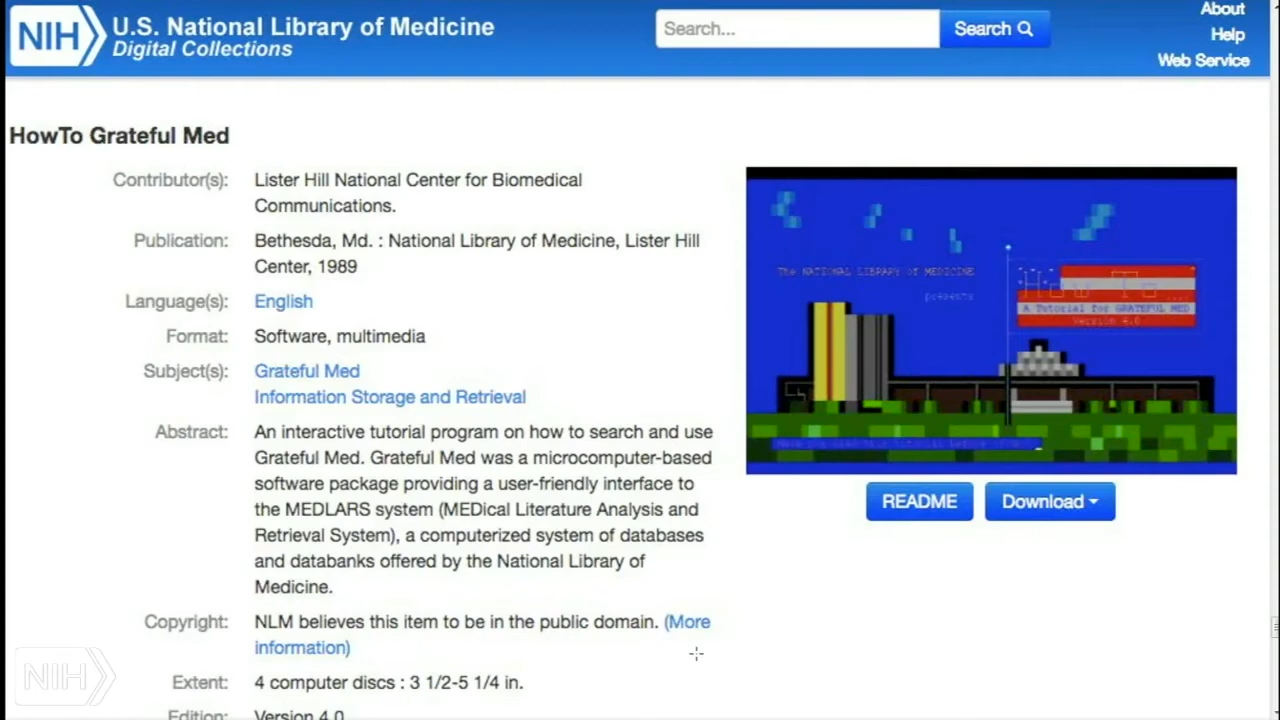 NIH
U.S. National Library of Medicine
Digital Collections
Search...
Search
About
Help
Web Service
HowTo Grateful Med
Contributor(s): Lister Hill National Center for Biomedical
Communications.
Publication: Bethesda, Md. : National Library of Medicine, Lister Hill
Center, 1989
Language(s): English
Format: Software, multimedia
Subject(s): Grateful Med
Information Storage and Retrieval
Abstract: An interactive tutorial program on how to search and use
Grateful Med. Grateful Med was a microcomputer-based
software package providing a user-friendly interface to
the MEDLARS system (MEDical Literature Analysis and
Retrieval System), a computerized system of databases
and databanks offered by the National Library of
Medicine.
Copyright: NLM believes this item to be in the public domain. (More
information)
Extent: 4 computer discs : 3 1/2-5 1/4 in.
Edition: Version 4.0
The NATIONAL LIBRARY of MEDICINE
presents
How To ....
A Tutorial for GRATEFUL MED
Version 4.0
README
Download
NIH